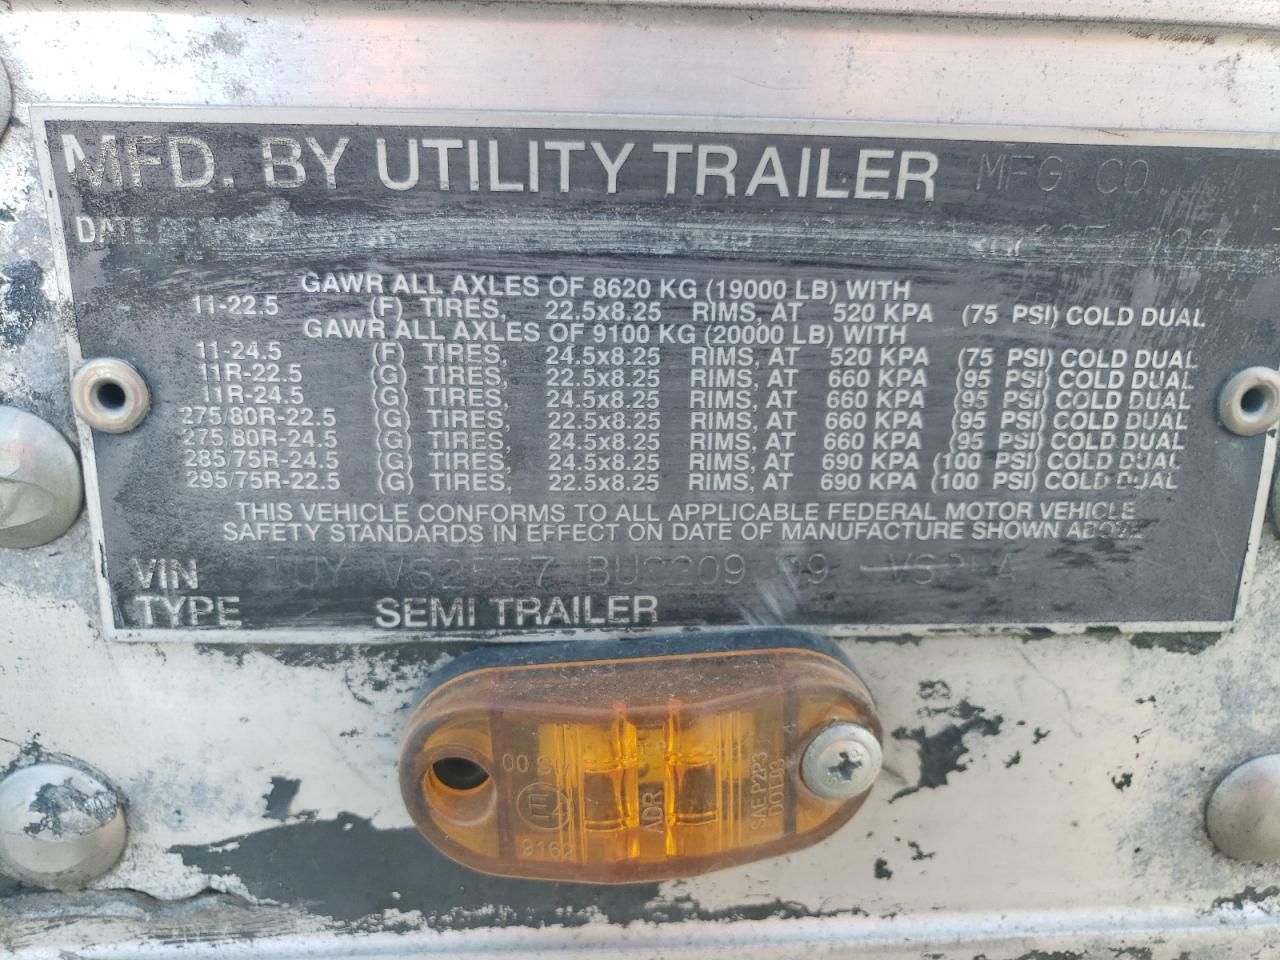 MFD. BY UTILITY TRAILER MFG CO.
DATE
GAWR ALL AXLES OF 8620 KG (19000 LB) WITH
11-22.5 (F) TIRES, 22.5x8.25 RIMS, AT 520 KPA (75 PSI) COLD DUAL
GAWR ALL AXLES OF 9100 KG (20000 LB) WITH
11-24.5 (F) TIRES, 24.5x8.25 RIMS, AT 520 KPA (75 PSI) COLD DUAL
11R-22.5 (G) TIRES, 22.5x8.25 RIMS, AT 660 KPA (95 PSI) COLD DUAL
11R-24.5 (G) TIRES, 24.5x8.25 RIMS, AT 660 KPA (95 PSI) COLD DUAL
275/80R-22.5 (G) TIRES, 22.5x8.25 RIMS, AT 660 KPA (95 PSI) COLD DUAL
275/80R-24.5 (G) TIRES, 24.5x8.25 RIMS, AT 660 KPA (95 PSI) COLD DUAL
285/75R-24.5 (G) TIRES, 24.5x8.25 RIMS, AT 690 KPA (100 PSI) COLD DUAL
295/75R-22.5 (G) TIRES, 22.5x8.25 RIMS, AT 690 KPA (100 PSI) COLD DUAL
THIS VEHICLE CONFORMS TO ALL APPLICABLE FEDERAL MOTOR VEHICLE
SAFETY STANDARDS IN EFFECT ON DATE OF MANUFACTURE SHOWN ABOVE
VIN VS2537
TYPE SEMI TRAILER
00
9162
ADR
SAE-P2P3